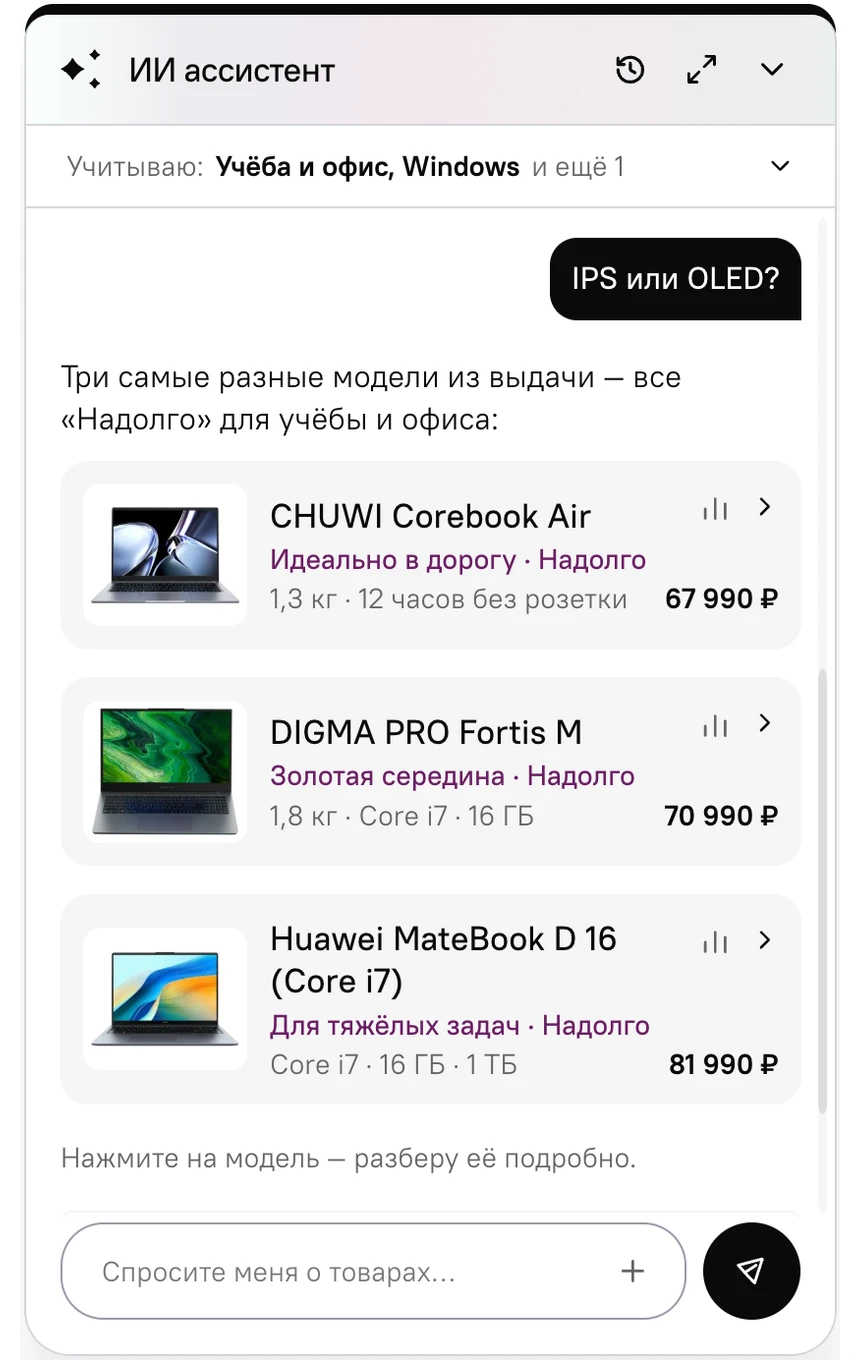 ИИ ассистент
Учитываю: Учёба и офис, Windows и ещё 1
IPS или OLED?
Три самые разные модели из выдачи — все
«Надолго» для учёбы и офиса:
CHUWI Corebook Air
Идеально в дорогу · Надолго
1,3 кг · 12 часов без розетки 67 990 ₽
DIGMA PRO Fortis M
Золотая середина · Надолго
1,8 кг · Core i7 · 16 ГБ 70 990 ₽
Huawei MateBook D 16
(Core i7)
Для тяжёлых задач · Надолго
Core i7 · 16 ГБ · 1 ТБ 81 990 ₽
Нажмите на модель — разберу её подробно.
Спросите меня о товарах...